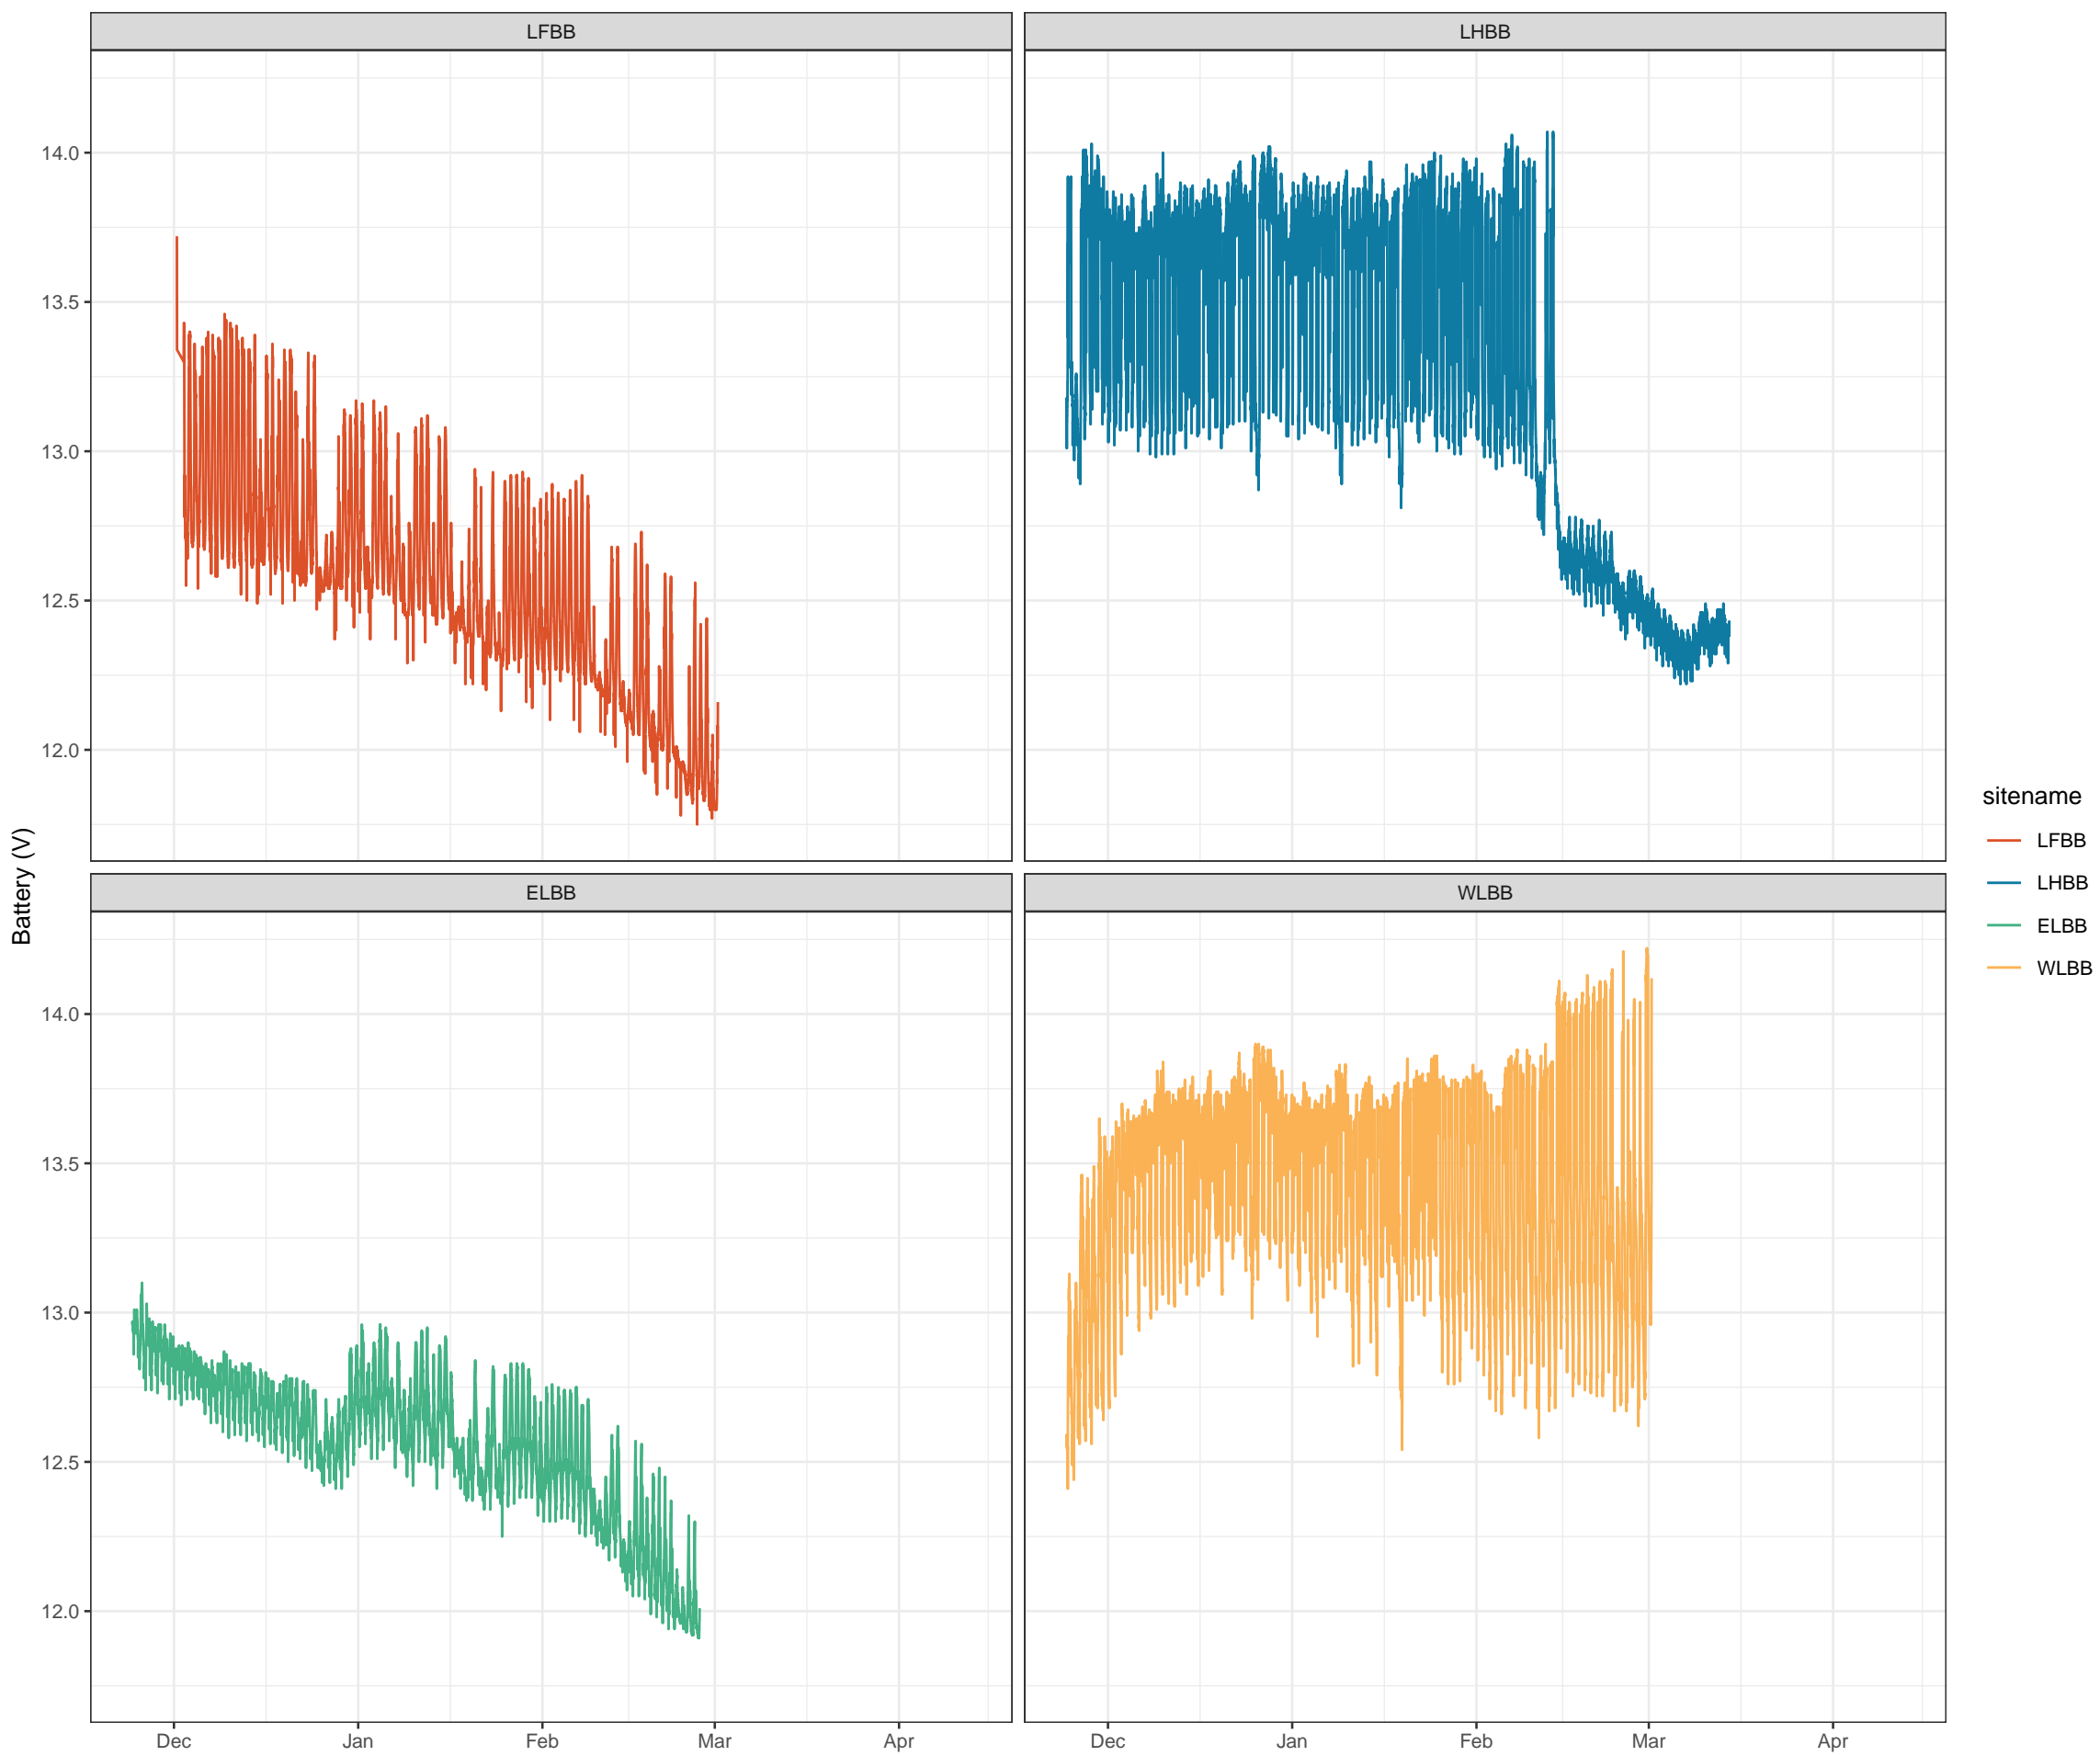 LFBB
LHBB
14.0
13.5
13.0
12.5
12.0
ELBB
WLBB
14.0
13.5
13.0
12.5
12.0
Dec
Jan
Feb
Mar
Apr
Dec
Jan
Feb
Mar
Apr
Battery (V)
sitename
LFBB
LHBB
ELBB
WLBB